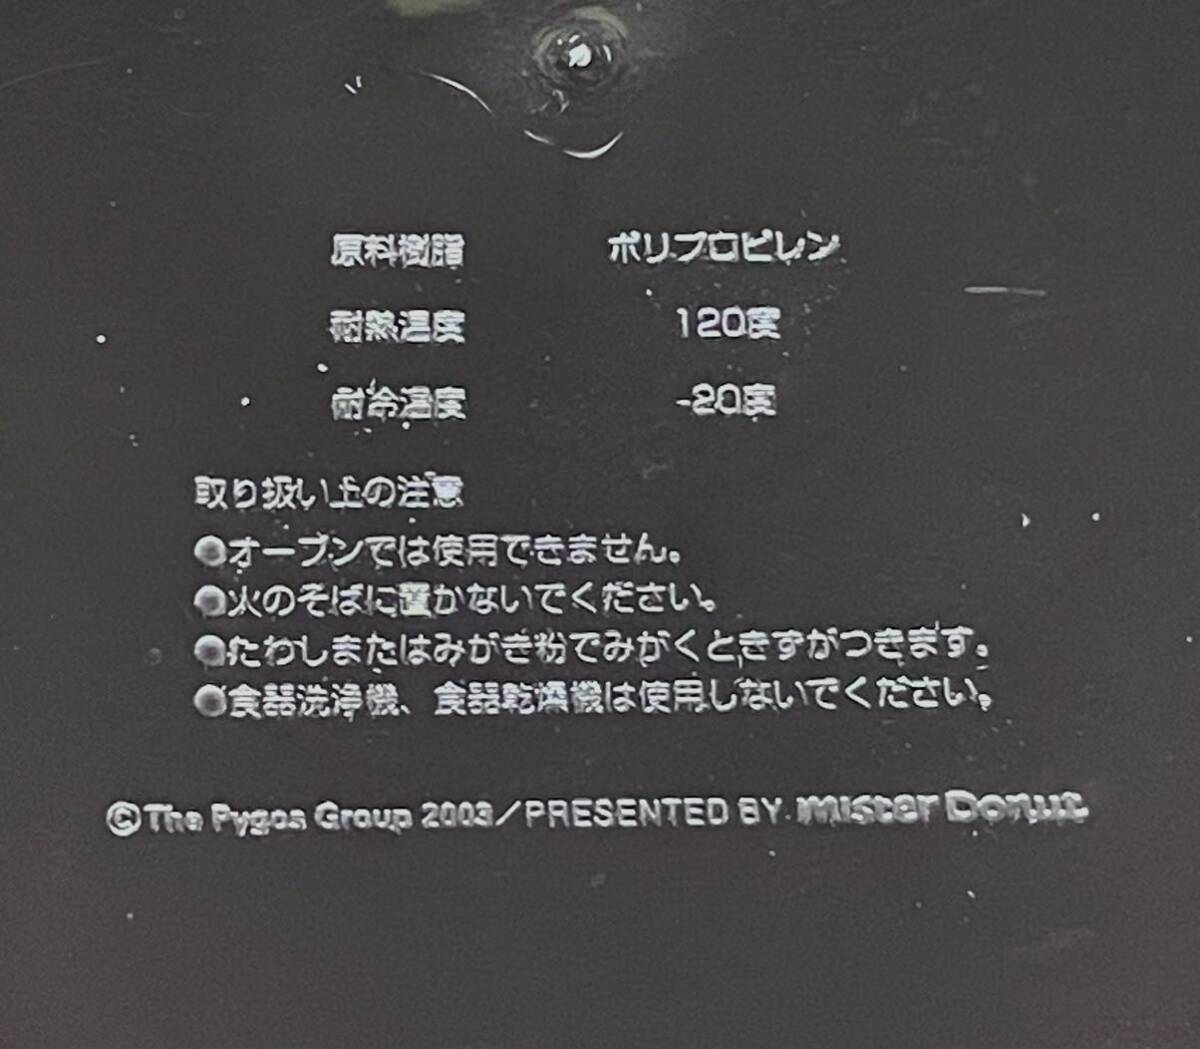 原料樹脂 ポリプロピレン
耐熱温度 120度
耐冷温度 -20度
取り扱い上の注意
●オーブンでは使用できません。
●火のそばに置かないでください。
●たわしまたはみがき粉でみがくときずがつきます。
●食器洗浄機、食器乾燥機は使用しないでください。
©The Pygos Group 2003/PRESENTED BY mister Donut